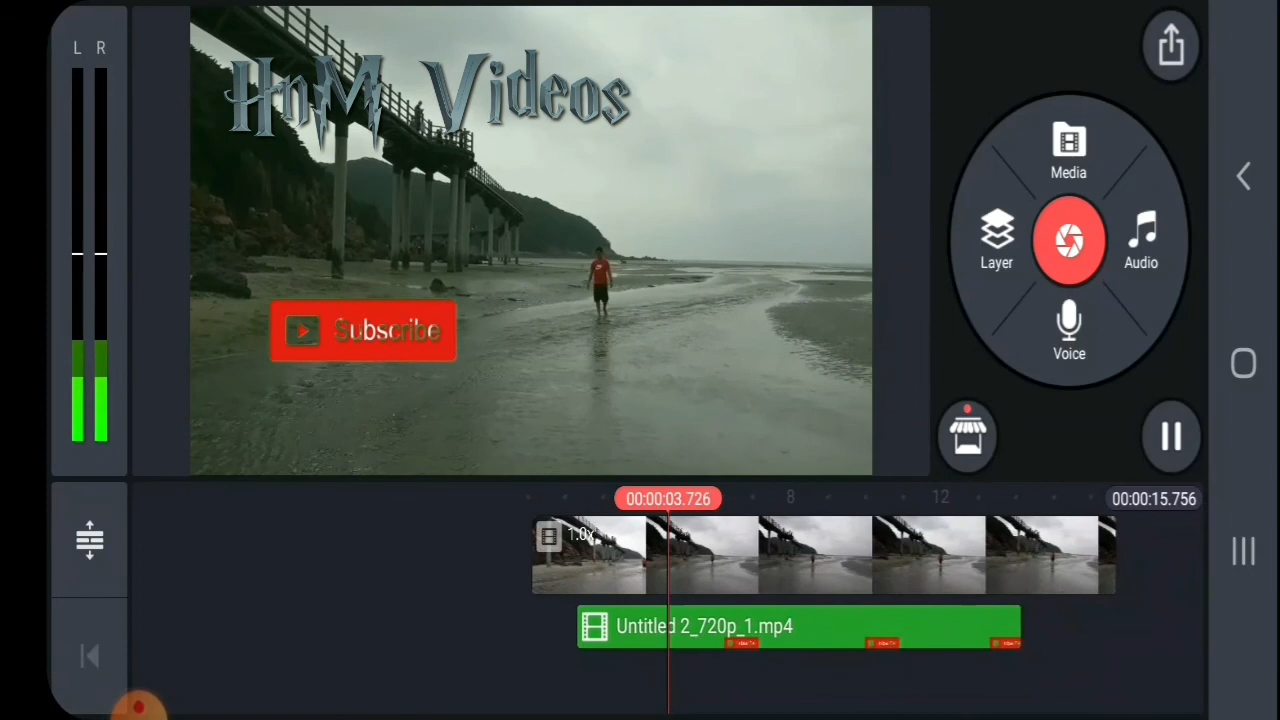 L R
HnM Videos
Subscribe
Media
Layer
Audio
Voice
00:00:03.726
8
12
00:00:15.756
1.0x
Untitled 2_720p_1.mp4